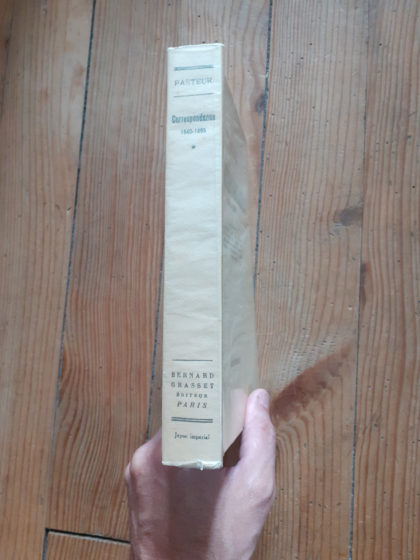 PASTEUR
Correspondance
1840-1895
*
BERNARD
GRASSET
ÉDITEUR
PARIS
Japon impérial